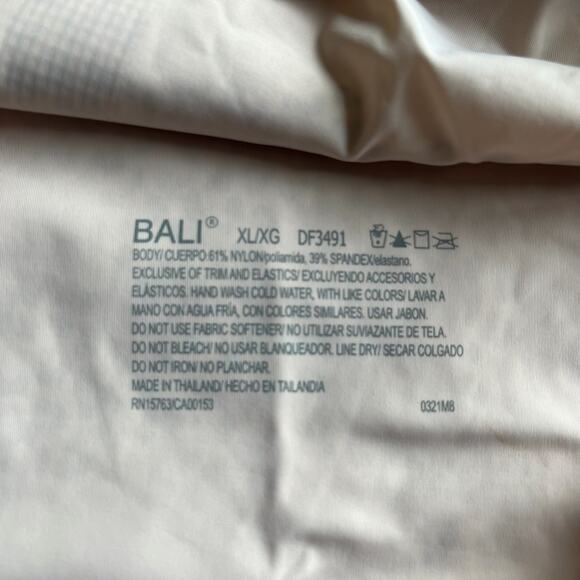 BALI® XL/XG DF3491
BODY/ CUERPO:61% NYLON/poliamida, 39% SPANDEX/elastano.
EXCLUSIVE OF TRIM AND ELASTICS/ EXCLUYENDO ACCESORIOS Y
ELÁSTICOS. HAND WASH COLD WATER, WITH LIKE COLORS/ LAVAR A
MANO CON AGUA FRÍA, CON COLORES SIMILARES. USAR JABON.
DO NOT USE FABRIC SOFTENER/ NO UTILIZAR SUVIAZANTE DE TELA.
DO NOT BLEACH/ NO USAR BLANQUEADOR. LINE DRY/ SECAR COLGADO
DO NOT IRON/ NO PLANCHAR.
MADE IN THAILAND/ HECHO EN TAILANDIA
RN15763/CA00153 0321M8